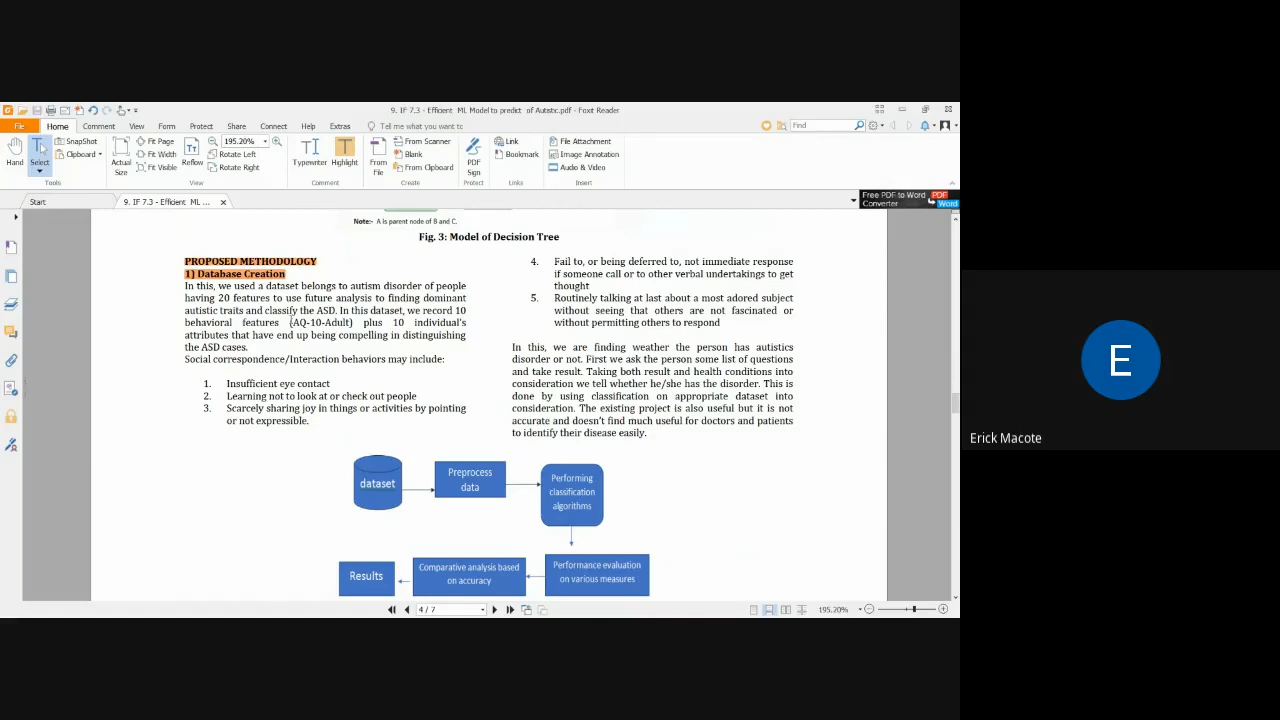 9. IF 7.3 - Efficient ML Model to predict of Autistic.pdf - Foxit Reader
File Home Comment View Form Protect Share Connect Help Extras Tell me what you want to Find
Hand
Select
SnapShot
Clipboard
Tools
Actual Size
Fit Page
Fit Width
Fit Visible
Reflow
195.20%
Rotate Left
Rotate Right
View
Typewriter
Highlight
Comment
From File
From Scanner
Blank
From Clipboard
Create
PDF Sign
Protect
Link
Bookmark
Links
File Attachment
Image Annotation
Audio & Video
Insert
Start
9. IF 7.3 - Efficient ML ...
Free PDF to Word Converter
PDF
Word
Note:- A is parent node of B and C.
Fig. 3: Model of Decision Tree
PROPOSED METHODOLOGY
1) Database Creation
In this, we used a dataset belongs to autism disorder of people
having 20 features to use future analysis to finding dominant
autistic traits and classify the ASD. In this dataset, we record 10
behavioral features (AQ-10-Adult) plus 10 individual's
attributes that have end up being compelling in distinguishing
the ASD cases.
Social correspondence/Interaction behaviors may include:
1. Insufficient eye contact
2. Learning not to look at or check out people
3. Scarcely sharing joy in things or activities by pointing
or not expressible.
4. Fail to, or being deferred to, not immediate response
if someone call or to other verbal undertakings to get
thought
5. Routinely talking at last about a most adored subject
without seeing that others are not fascinated or
without permitting others to respond
In this, we are finding weather the person has autistics
disorder or not. First we ask the person some list of questions
and take result. Taking both result and health conditions into
consideration we tell whether he/she has the disorder. This is
done by using classification on appropriate dataset into
consideration. The existing project is also useful but it is not
accurate and doesn't find much useful for doctors and patients
to identify their disease easily.
dataset
Preprocess
data
Performing
classification
algorithms
Performance evaluation
on various measures
Comparative analysis based
on accuracy
Results
4 / 7
195.20%
E
Erick Macote